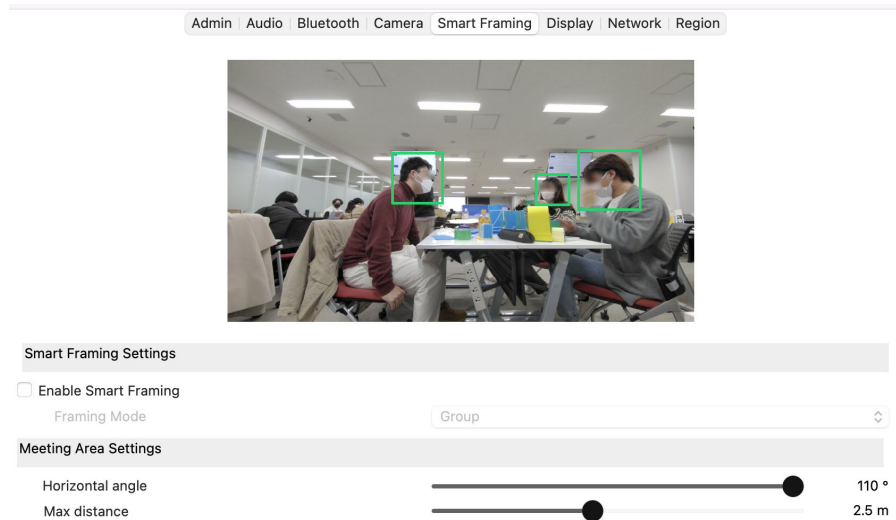 Admin Audio Bluetooth Camera Smart Framing Display Network Region
Smart Framing Settings
Enable Smart Framing
Framing Mode Group
Meeting Area Settings
Horizontal angle 110 °
Max distance 2.5 m